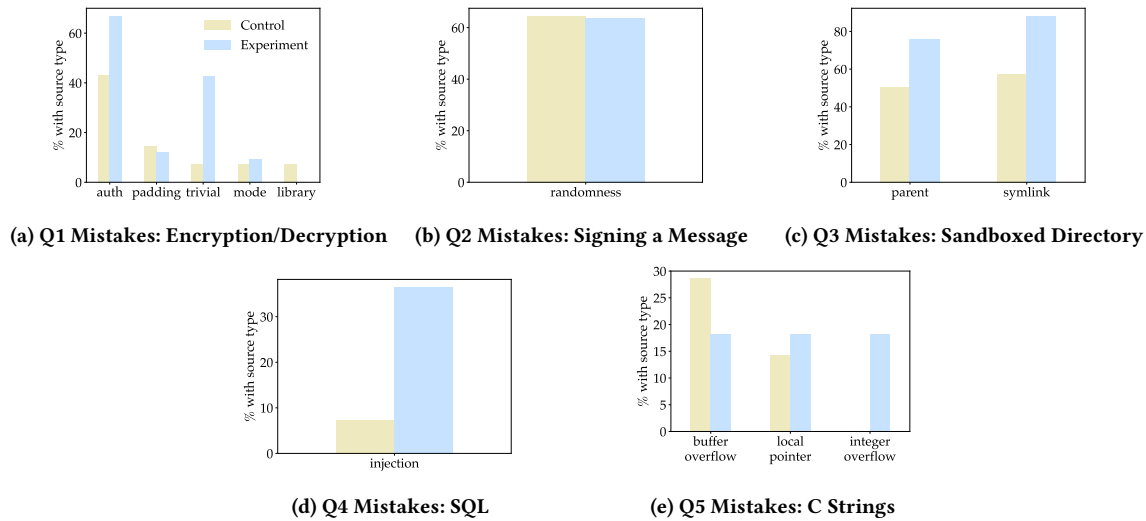 % with source type
60
40
20
0
Control
Experiment
auth padding trivial mode library
(a) Q1 Mistakes: Encryption/Decryption
% with source type
60
40
20
0
randomness
(b) Q2 Mistakes: Signing a Message
% with source type
80
60
40
20
0
parent symlink
(c) Q3 Mistakes: Sandboxed Directory
% with source type
30
20
10
0
injection
(d) Q4 Mistakes: SQL
% with source type
30
25
20
15
10
5
0
buffer local integer
overflow pointer overflow
(e) Q5 Mistakes: C Strings